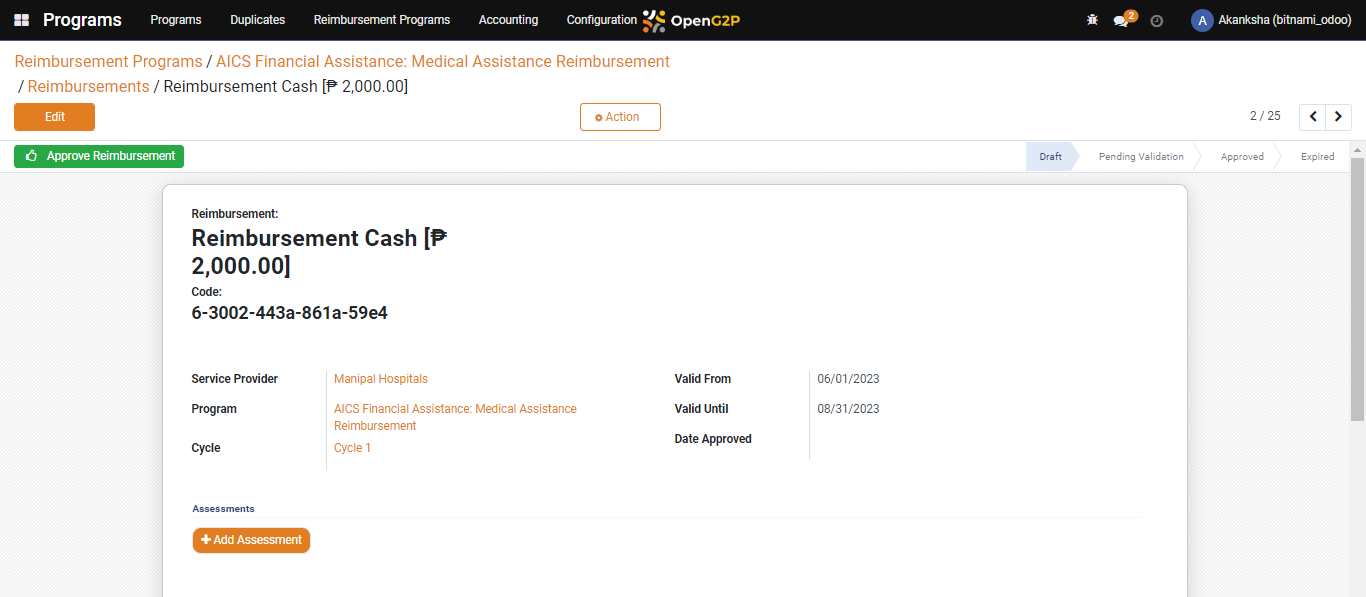 Programs Programs Duplicates Reimbursement Programs Accounting Configuration OpenG2P 2 A Akanksha (bitnami_odoo)
Reimbursement Programs / AICS Financial Assistance: Medical Assistance Reimbursement
/ Reimbursements / Reimbursement Cash [₱ 2,000.00]
Edit Action 2 / 25
Approve Reimbursement Draft Pending Validation Approved Expired
Reimbursement:
Reimbursement Cash [₱
2,000.00]
Code:
6-3002-443a-861a-59e4
Service Provider Manipal Hospitals Valid From 06/01/2023
Program AICS Financial Assistance: Medical Assistance Valid Until 08/31/2023
Reimbursement
Date Approved
Cycle Cycle 1
Assessments
Add Assessment